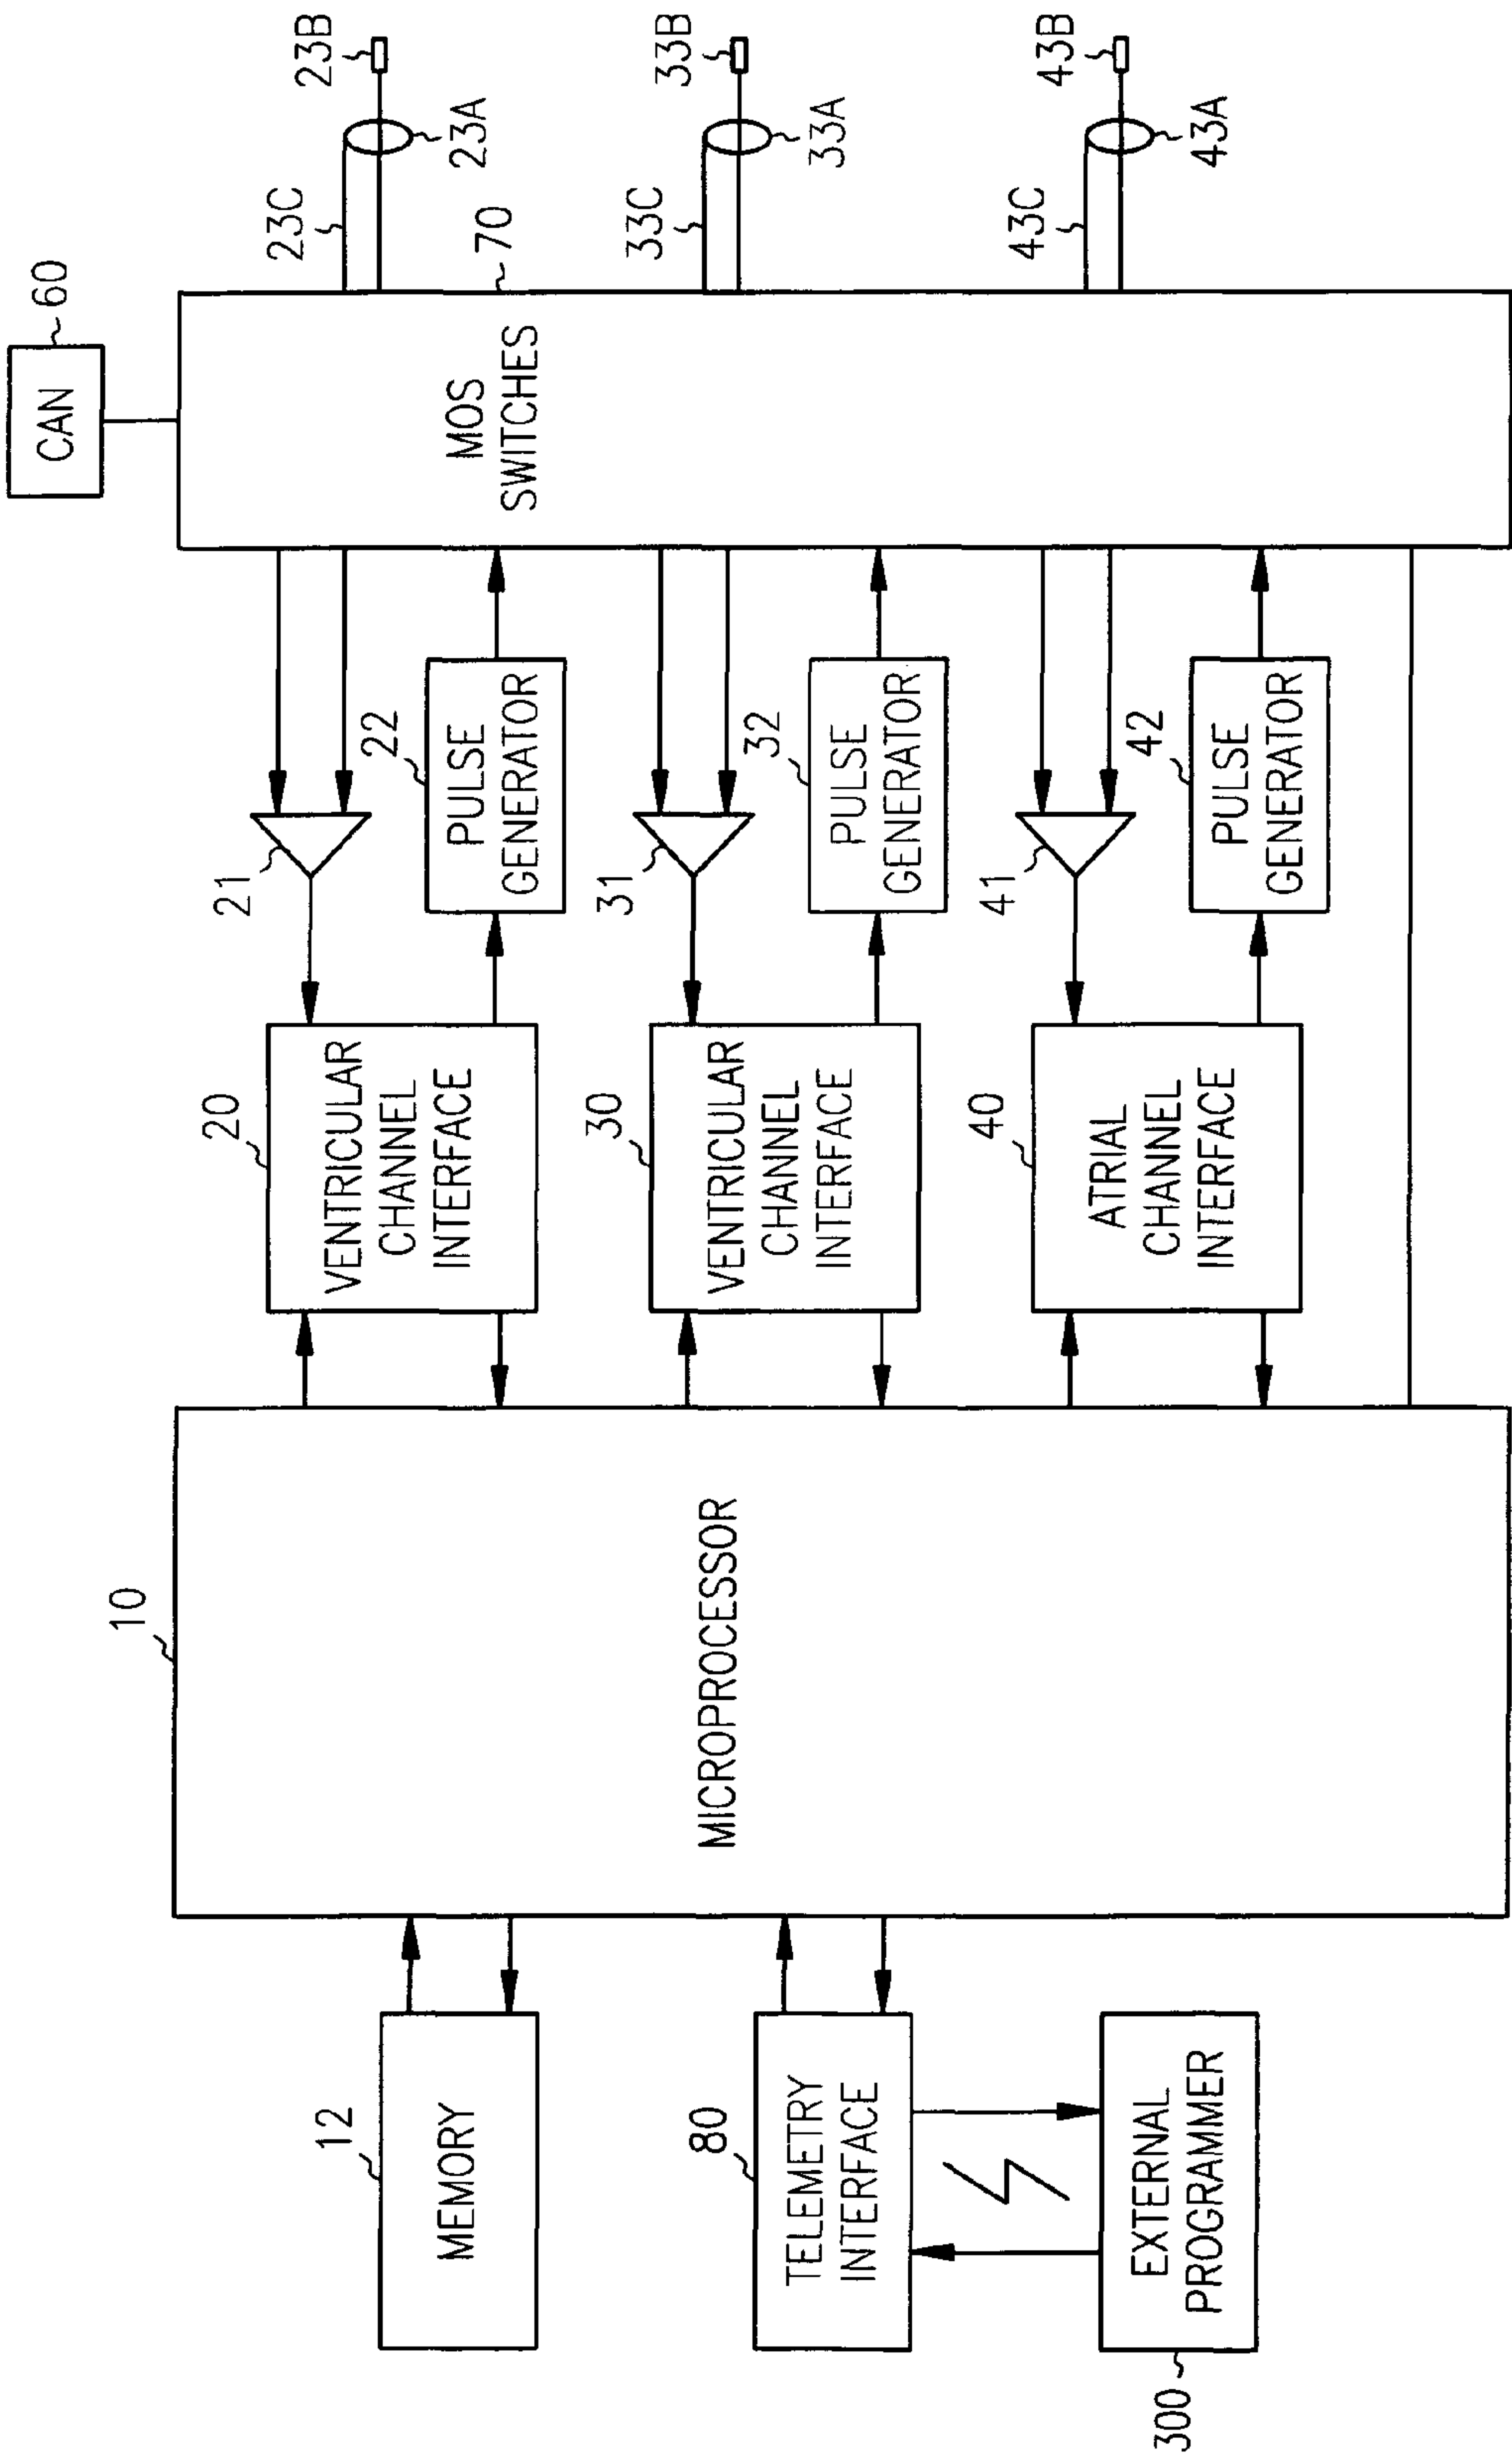 10
MICROPROCESSOR
12
MEMORY
80
TELEMETRY
INTERFACE
300
EXTERNAL
PROGRAMMER
20
VENTRICULAR
CHANNEL
INTERFACE
21
22
PULSE
GENERATOR
30
VENTRICULAR
CHANNEL
INTERFACE
31
32
PULSE
GENERATOR
40
ATRIAL
CHANNEL
INTERFACE
41
42
PULSE
GENERATOR
60
CAN
70
MOS
SWITCHES
23C
23A
23B
33C
33A
33B
43C
43A
43B